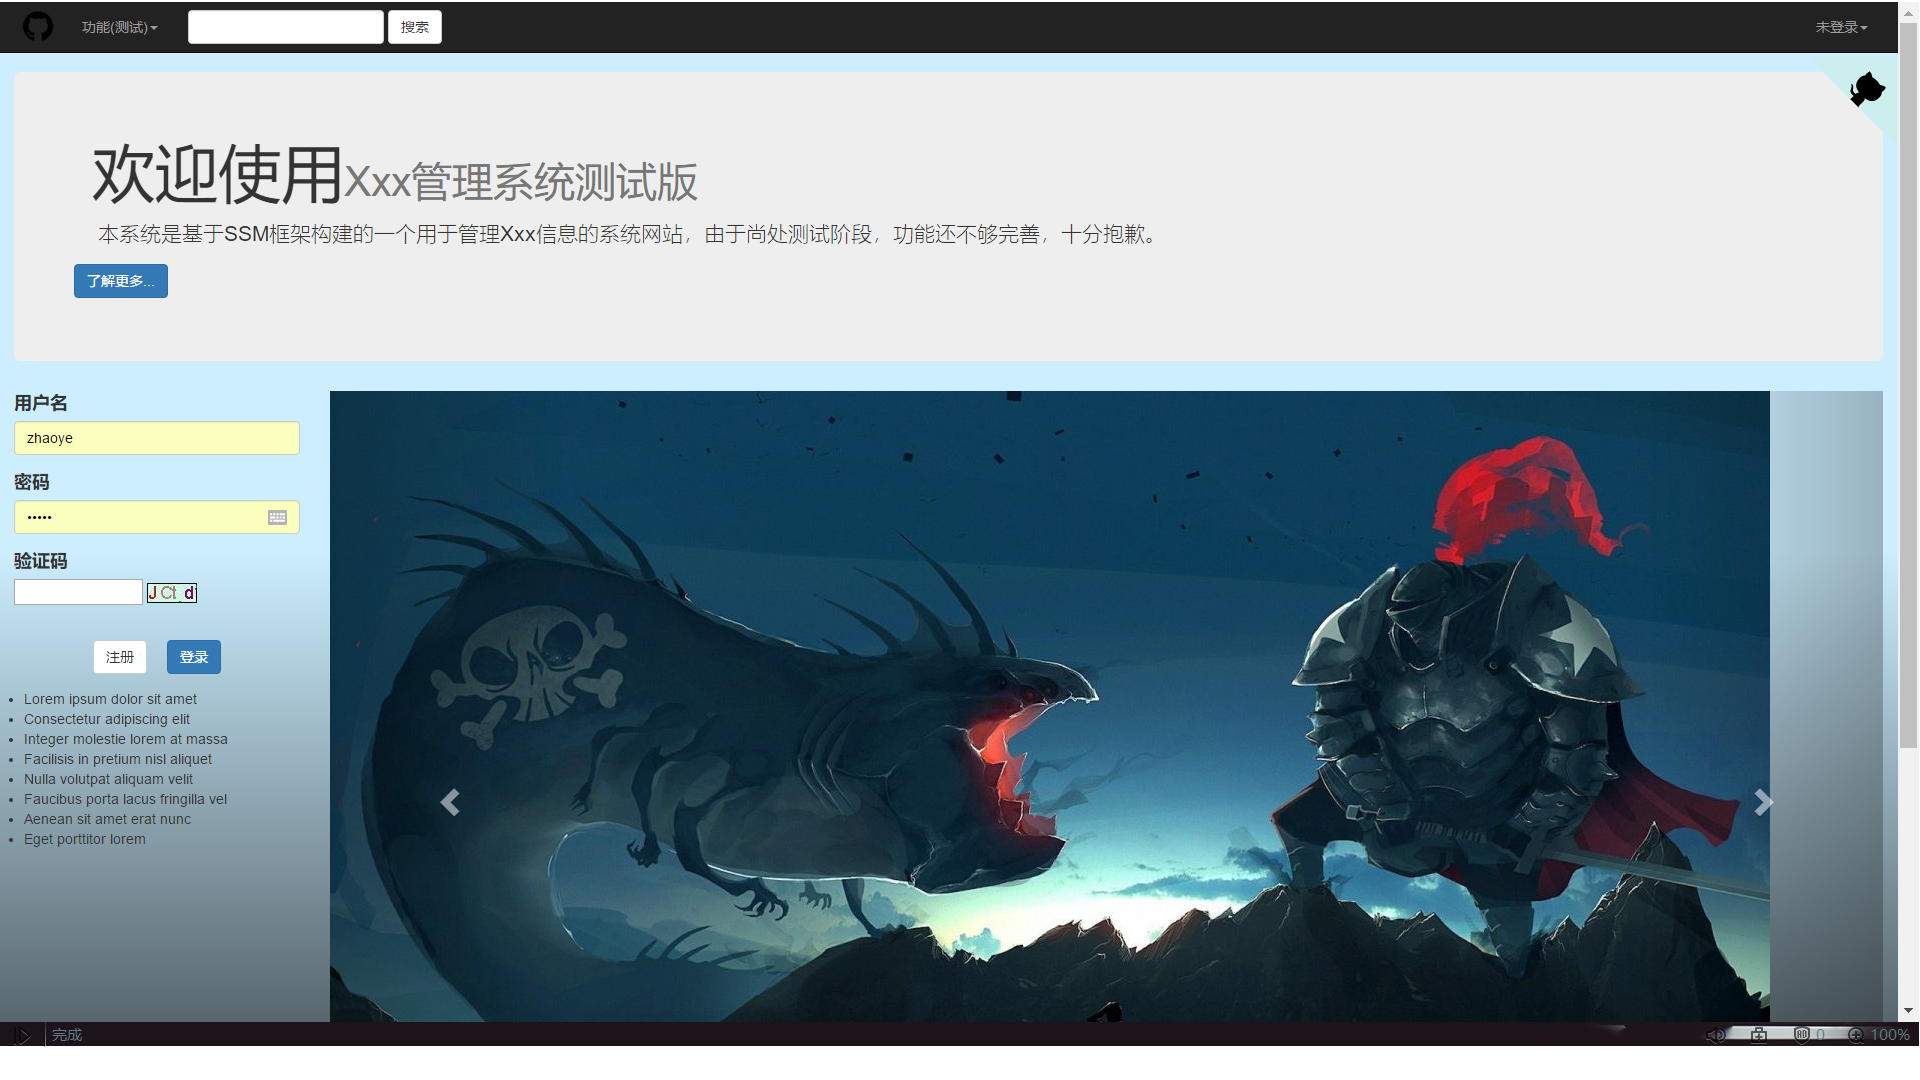 功能(测试)
搜索
未登录
欢迎使用Xxx管理系统测试版
本系统是基于SSM框架构建的一个用于管理Xxx信息的系统网站，由于尚处测试阶段，功能还不够完善，十分抱歉。
了解更多...
用户名
zhaoye
密码
•••••
验证码
J Ct d
注册 登录
• Lorem ipsum dolor sit amet
• Consectetur adipiscing elit
• Integer molestie lorem at massa
• Facilisis in pretium nisl aliquet
• Nulla volutpat aliquam velit
• Faucibus porta lacus fringilla vel
• Aenean sit amet erat nunc
• Eget porttitor lorem
完成
0
100%